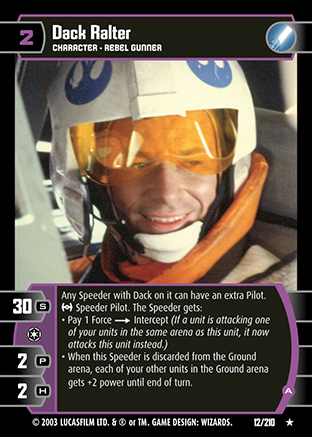 2
Dack Ralter
CHARACTER - REBEL GUNNER
Any Speeder with Dack on it can have an extra Pilot.
Speeder Pilot. The Speeder gets:
• Pay 1 Force → Intercept (If a unit is attacking one
of your units in the same arena as this unit, it now
attacks this unit instead.)
• When this Speeder is discarded from the Ground
arena, each of your other units in the Ground arena
gets +2 power until end of turn.
30 S
2 P
2 H
A
© 2003 LUCASFILM LTD. & ® or TM. GAME DESIGN: WIZARDS.
12/210 ★